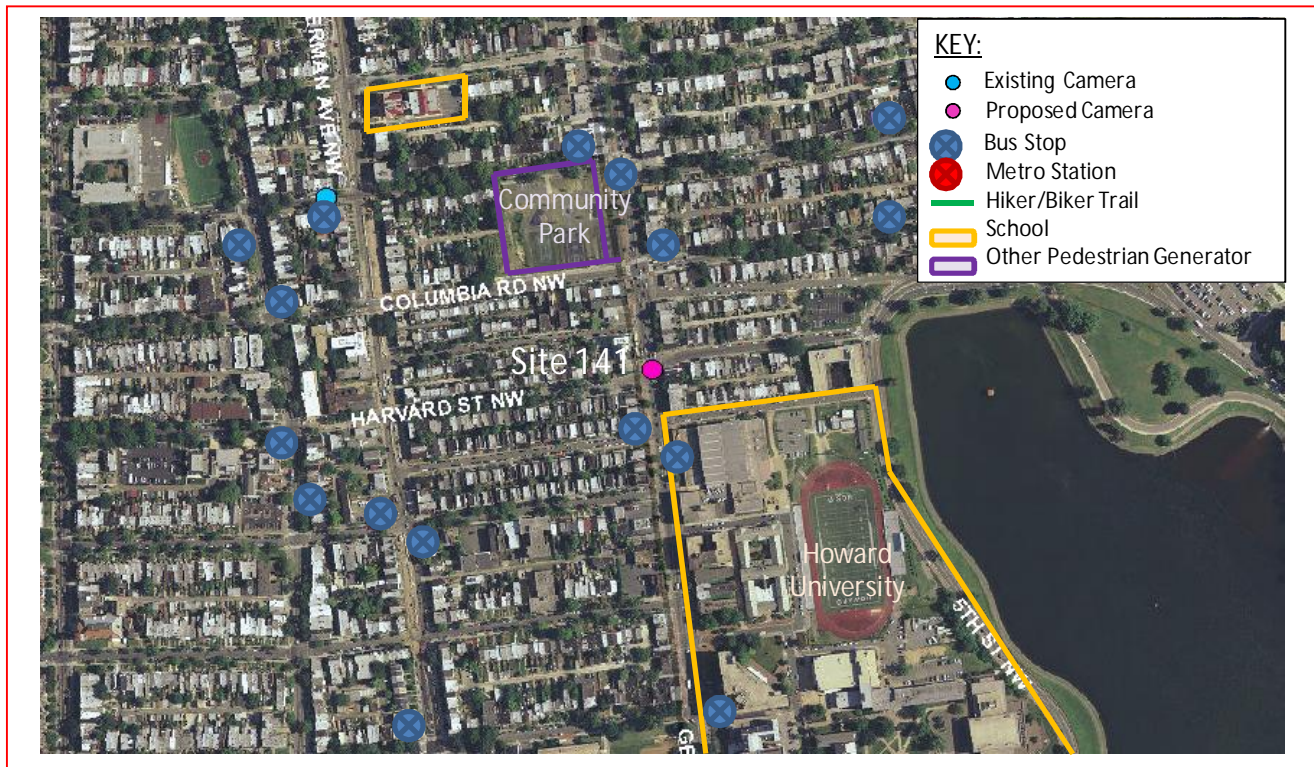 KEY:
Existing Camera
Proposed Camera
Bus Stop
Metro Station
Hiker/Biker Trail
School
Other Pedestrian Generator
ERMAN AVE NW
Community
Park
COLUMBIA RD NW
Site 141
HARVARD ST NW
Howard
University
5TH ST NW
GE